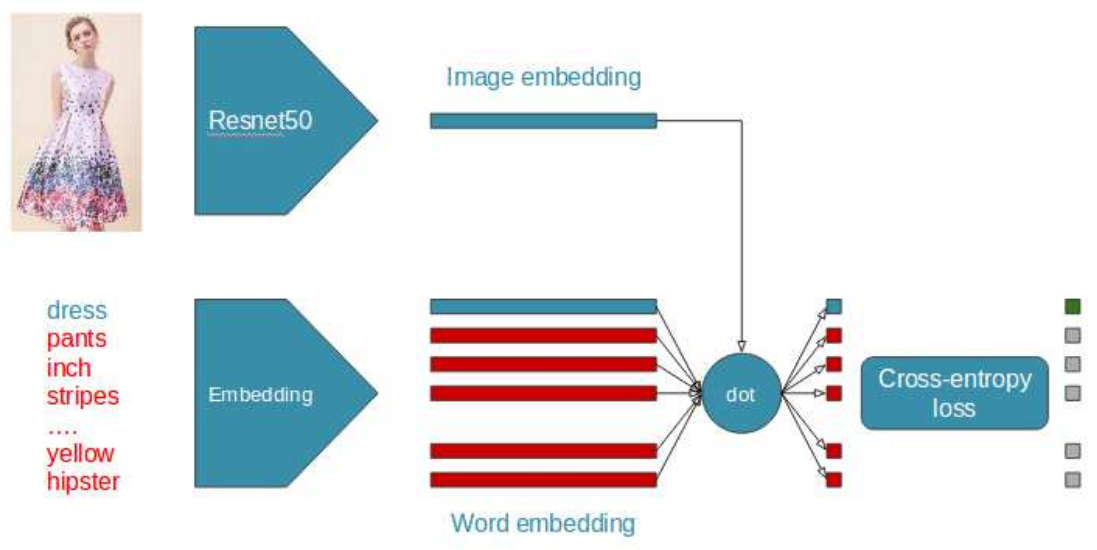 Image embedding
Resnet50
dress
pants
inch
stripes
....
yellow
hipster
Embedding
dot
Cross-entropy
loss
Word embedding